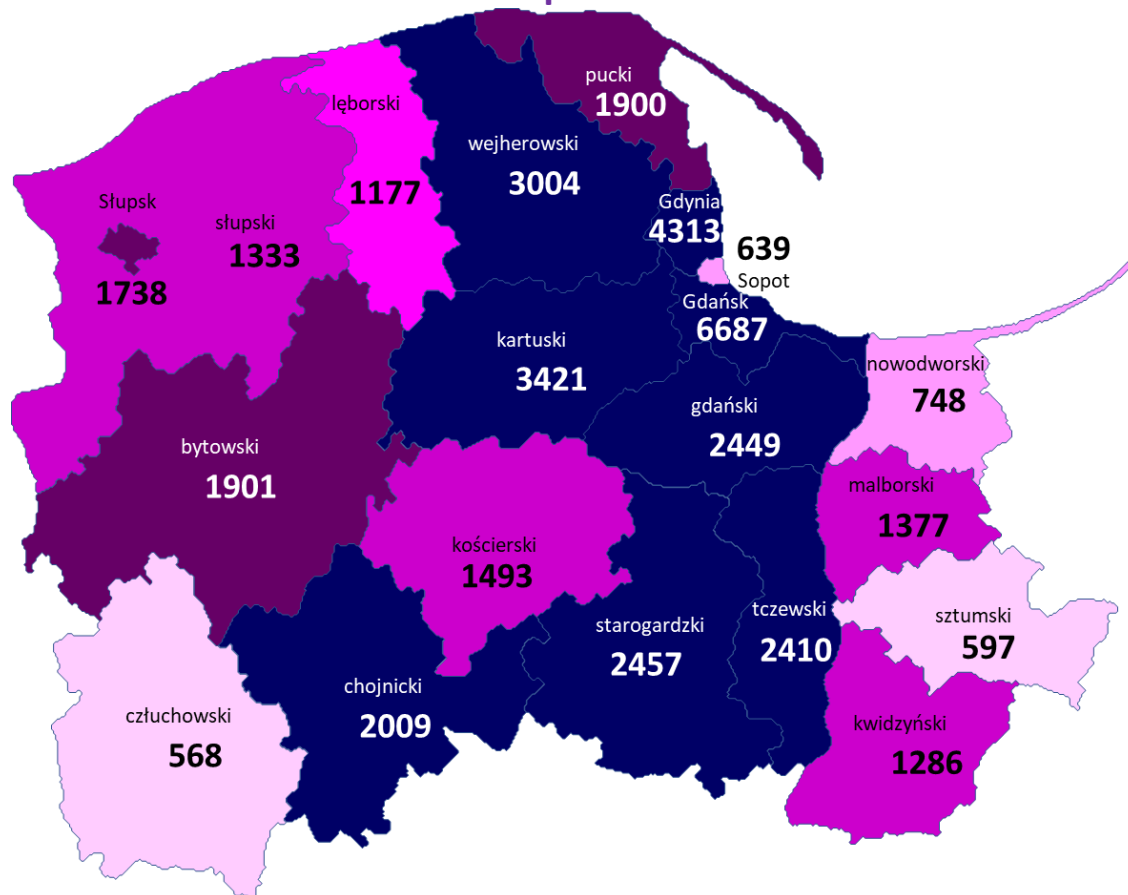 pucki
1900
lęborski
1177
wejherowski
3004
Słupsk
1738
słupski
1333
Gdynia
4313
639
Sopot
Gdańsk
6687
kartuski
3421
gdański
2449
nowodworski
748
bytowski
1901
malborski
1377
kościerski
1493
starogardzki
2457
tczewski
2410
sztumski
597
chojnicki
2009
człuchowski
568
kwidzyński
1286